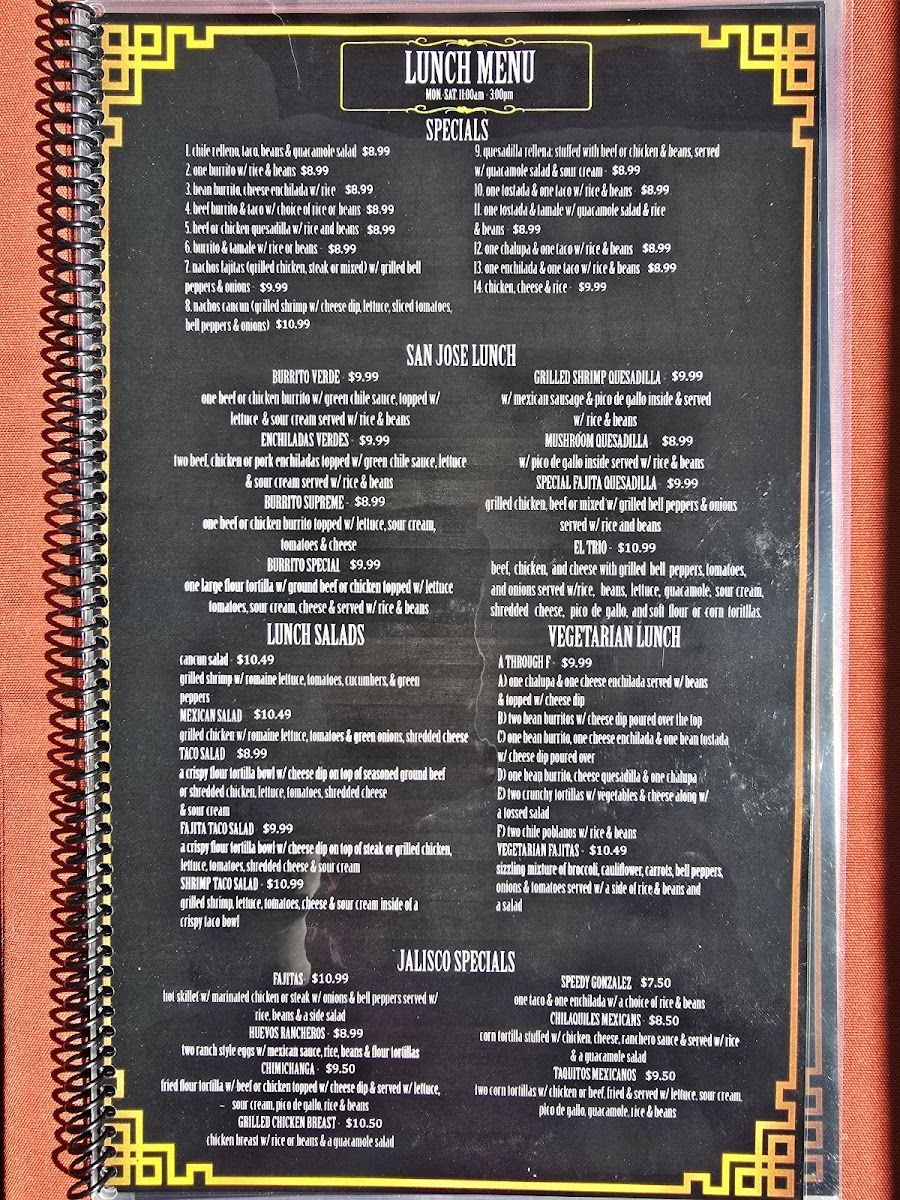 LUNCH MENU
MON. SAT. 11:00am - 3:00pm
SPECIALS
1. chile relleno, taco, beans & guacamole salad $8.99
2. one burrito w/ rice & beans $8.99
3. bean burrito, cheese enchilada w/ rice $8.99
4. beef burrito & taco w/ choice of rice or beans $8.99
5. beef or chicken quesadilla w/ rice and beans $8.99
6. burrito & tamale w/ rice or beans - $8.99
7. nachos fajitas (grilled chicken, steak or mixed) w/ grilled bell
peppers & onions - $9.99
8. nachos cancun (grilled shrimp w/ cheese dip, lettuce, sliced tomatoes,
bell peppers & onions) $10.99
9. quesadilla rellena: stuffed with beef or chicken & beans, served
w/ guacamole salad & sour cream - $8.99
10. one tostada & one taco w/ rice & beans - $8.99
11. one tostada & tamale w/ guacamole salad & rice
& beans - $8.99
12. one chalupa & one taco w/ rice & beans $8.99
13. one enchilada & one taco w/ rice & beans $8.99
14. chicken, cheese & rice - $9.99
SAN JOSE LUNCH
BURRITO VERDE - $9.99
one beef or chicken burrito w/ green chile sauce, topped w/
lettuce & sour cream served w/ rice & beans
ENCHILADAS VERDES - $9.99
two beef, chicken or pork enchiladas topped w/ green chile sauce, lettuce
& sour cream served w/ rice & beans
BURRITO SUPREME - $8.99
one beef or chicken burrito topped w/ lettuce, sour cream,
tomatoes & cheese
BURRITO SPECIAL $9.99
one large flour tortilla w/ ground beef or chicken topped w/ lettuce
tomatoes, sour cream, cheese & served w/ rice & beans
GRILLED SHRIMP QUESADILLA - $9.99
w/ mexican sausage & pico de gallo inside & served
w/ rice & beans
MUSHROOM QUESADILLA $8.99
w/ pico de gallo inside served w/ rice & beans
SPECIAL FAJITA QUESADILLA - $9.99
grilled chicken, beef or mixed w/ grilled bell peppers & onions
served w/ rice and beans
EL TRIO - $10.99
beef, chicken, and cheese with grilled bell peppers, tomatoes,
and onions served w/rice, beans, lettuce, guacamole, sour cream,
shredded cheese, pico de gallo, and soft flour or corn tortillas.
LUNCH SALADS
cancun salad - $10.49
grilled shrimp w/ romaine lettuce, tomatoes, cucumbers, & green
peppers
MEXICAN SALAD $10.49
grilled chicken w/ romaine lettuce, tomatoes & green onions, shredded cheese
TACO SALAD $8.99
a crispy flour tortilla bowl w/ cheese dip on top of seasoned ground beef
or shredded chicken, lettuce, tomatoes, shredded cheese
& sour cream
FAJITA TACO SALAD $9.99
a crispy flour tortilla bowl w/ cheese dip on top of steak or grilled chicken,
lettuce, tomatoes, shredded cheese & sour cream
SHRIMP TACO SALAD - $10.99
grilled shrimp, lettuce, tomatoes, cheese & sour cream inside of a
crispy taco bowl
VEGETARIAN LUNCH
A THROUGH F - $9.99
A) one chalupa & one cheese enchilada served w/ beans
& topped w/ cheese dip
B) two bean burritos w/ cheese dip poured over the top
C) one bean burrito, one cheese enchilada & one bean tostada
w/ cheese dip poured over
D) one bean burrito, cheese quesadilla & one chalupa
E) two crunchy tortillas w/ vegetables & cheese along w/
a tossed salad
F) two chile poblanos w/ rice & beans
VEGETARIAN FAJITAS - $10.49
sizzling mixture of broccoli, cauliflower, carrots, bell peppers,
onions & tomatoes served w/ a side of rice & beans and
a salad
JALISCO SPECIALS
FAJITAS - $10.99
hot skillet w/ marinated chicken or steak w/ onions & bell peppers served w/
rice, beans & a side salad
HUEVOS RANCHEROS - $8.99
two ranch style eggs w/ mexican sauce, rice, beans & flour tortillas
CHIMICHANGA - $9.50
fried flour tortilla w/ beef or chicken topped w/ cheese dip & served w/ lettuce,
sour cream, pico de gallo, rice & beans
GRILLED CHICKEN BREAST - $10.50
chicken breast w/ rice or beans & a guacamole salad
SPEEDY GONZALEZ $7.50
one taco & one enchilada w/ a choice of rice & beans
CHILAQUILES MEXICANS - $8.50
corn tortilla stuffed w/ chicken, cheese, ranchero sauce & served w/ rice
& a guacamole salad
TAQUITOS MEXICANOS $9.50
two corn tortillas w/ chicken or beef, fried & served w/ lettuce, sour cream,
pico de gallo, guacamole, rice & beans